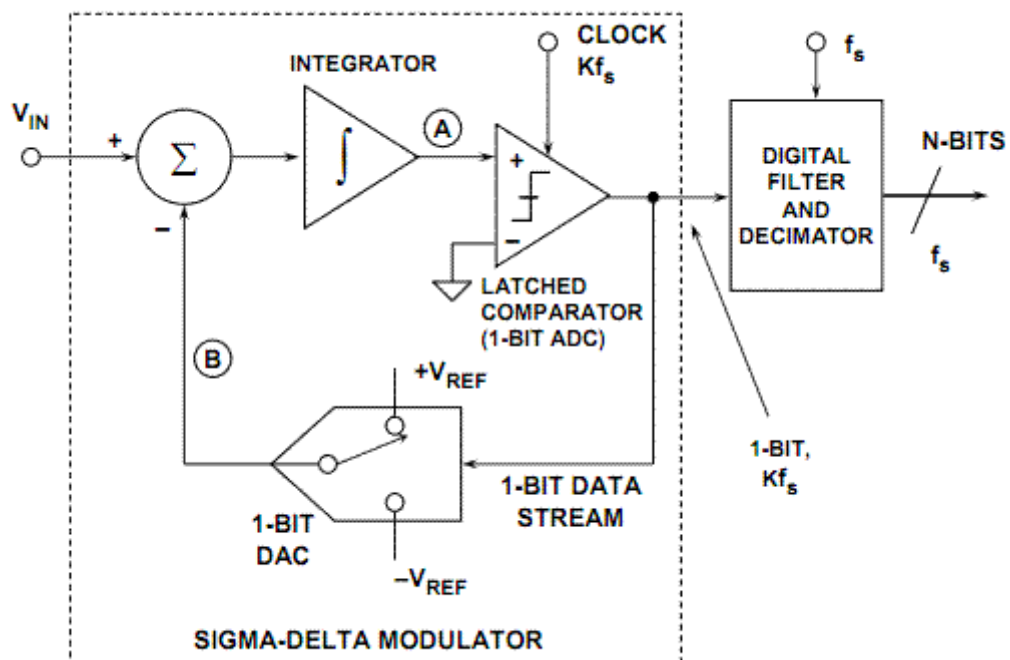 CLOCK
Kfs
fs
INTEGRATOR
VIN
+
Σ
−
∫
A
+
−
DIGITAL
FILTER
AND
DECIMATOR
N-BITS
fs
LATCHED
COMPARATOR
(1-BIT ADC)
B
+VREF
1-BIT DATA
STREAM
1-BIT,
Kfs
1-BIT
DAC
–VREF
SIGMA-DELTA MODULATOR